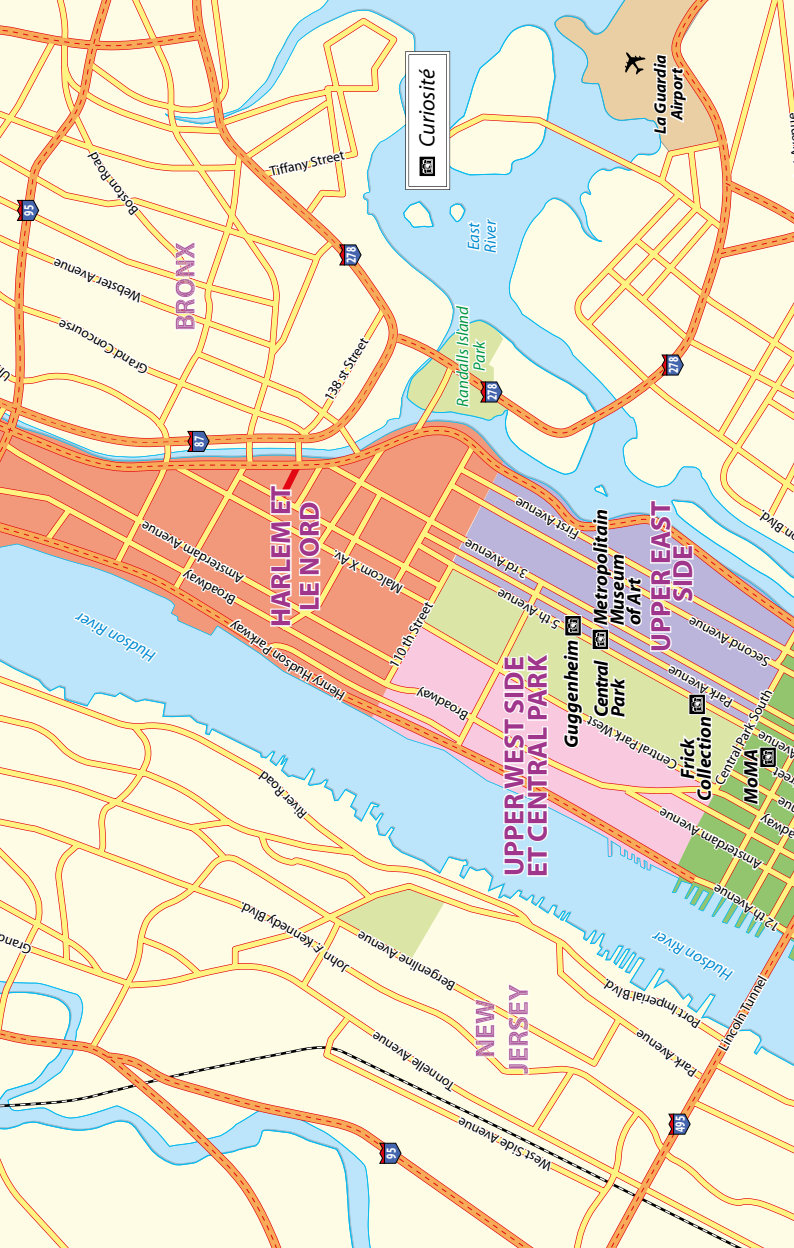 Curiosité
La Guardia
Airport
Tiffany Street
Boston Road
95
BRONX
278
East
River
Webster Avenue
Grand Concourse
Randalls Island
Park
138 st Street
278
278
87
HARLEM ET
LE NORD
Malcom X Av.
Amsterdam Avenue
Broadway
Henry Hudson Parkway
Hudson River
110 th Street
First Avenue
3rd Avenue
5 th Avenue
Metropolitain
Museum
of Art
UPPER EAST
SIDE
Second Avenue
Park Avenue
Guggenheim
Central
Park
Central Park West
Central Park South
Frick
Collection
MoMA
Broadway
UPPER WEST SIDE
ET CENTRAL PARK
Amsterdam Avenue
12 th Avenue
Hudson River
River Road
John F. Kennedy Blvd.
Bergenline Avenue
NEW
JERSEY
Port Imperial Blvd.
Park Avenue
Lincoln Tunnel
Tonnelle Avenue
West Side Avenue
495
95
Grand
Avenue
Avenue